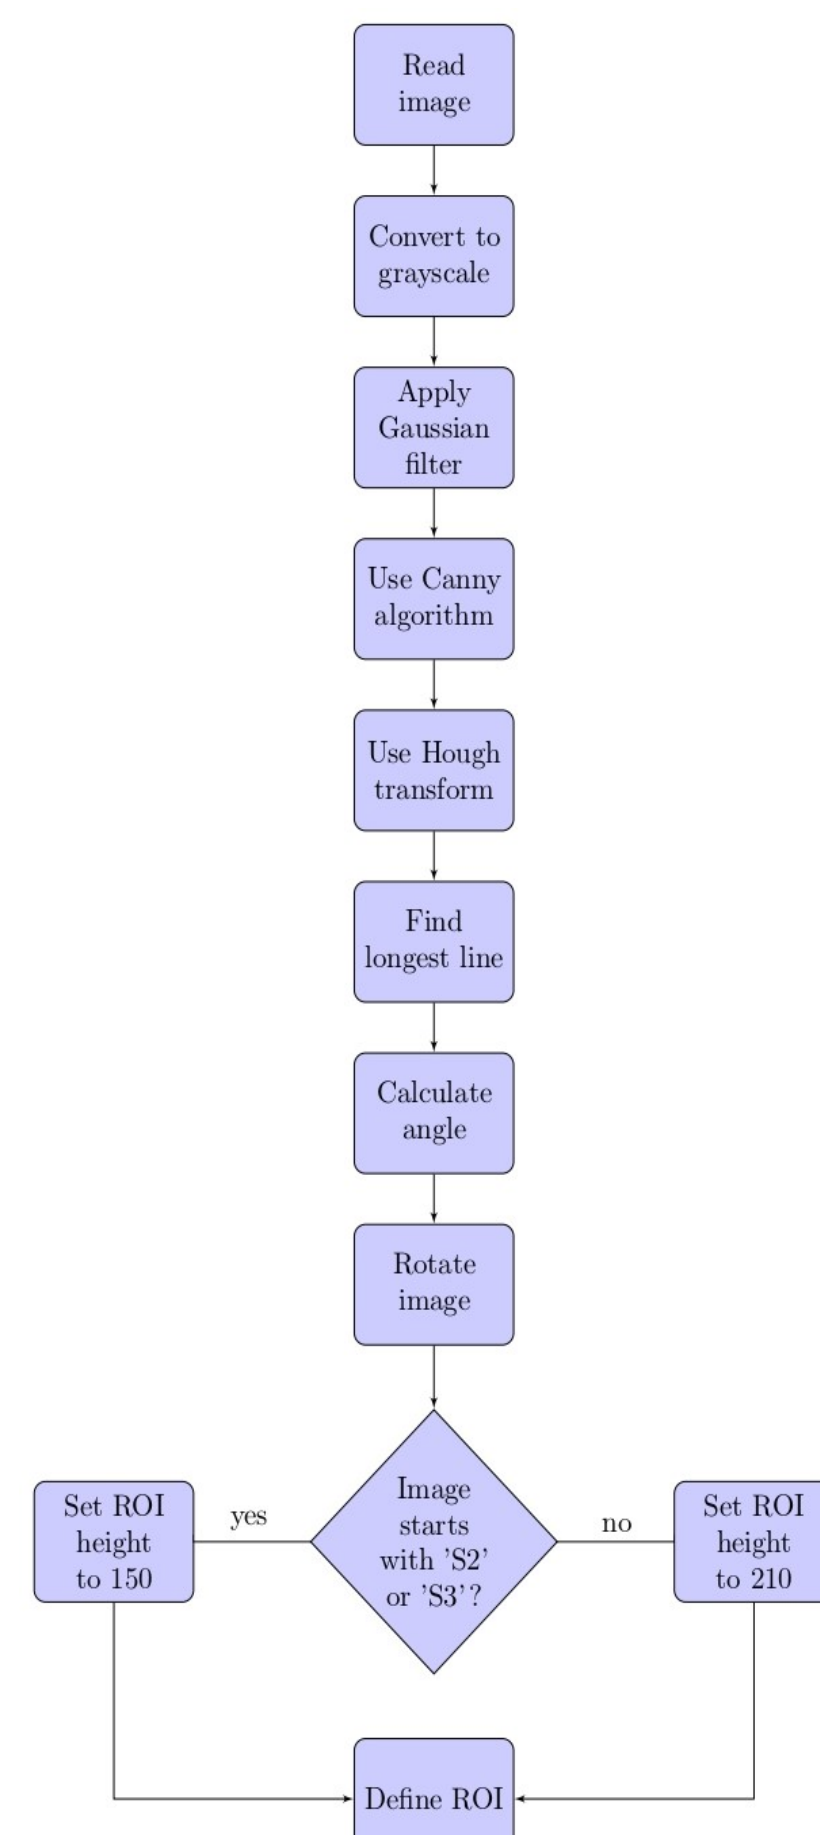 Read
image
Convert to
grayscale
Apply
Gaussian
filter
Use Canny
algorithm
Use Hough
transform
Find
longest line
Calculate
angle
Rotate
image
Image
starts
with 'S2'
or 'S3'?
yes
Set ROI
height
to 150
no
Set ROI
height
to 210
Define ROI